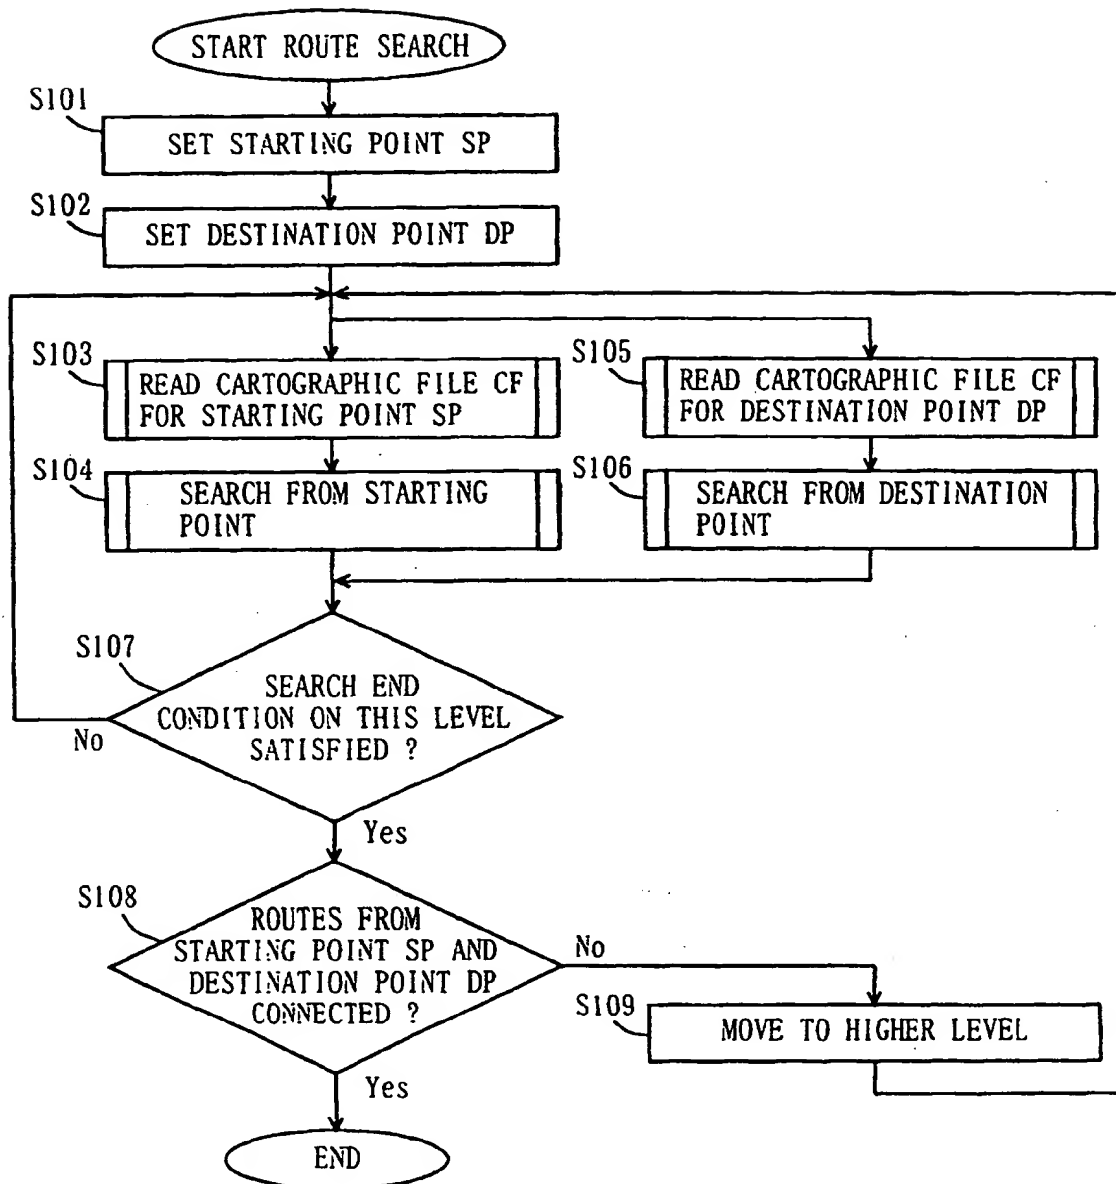 START ROUTE SEARCH
S101
SET STARTING POINT SP
S102
SET DESTINATION POINT DP
S103
READ CARTOGRAPHIC FILE CF
FOR STARTING POINT SP
S105
READ CARTOGRAPHIC FILE CF
FOR DESTINATION POINT DP
S104
SEARCH FROM STARTING
POINT
S106
SEARCH FROM DESTINATION
POINT
S107
SEARCH END
CONDITION ON THIS LEVEL
SATISFIED ?
No
Yes
S108
ROUTES FROM
STARTING POINT SP AND
DESTINATION POINT DP
CONNECTED ?
No
S109
MOVE TO HIGHER LEVEL
Yes
END